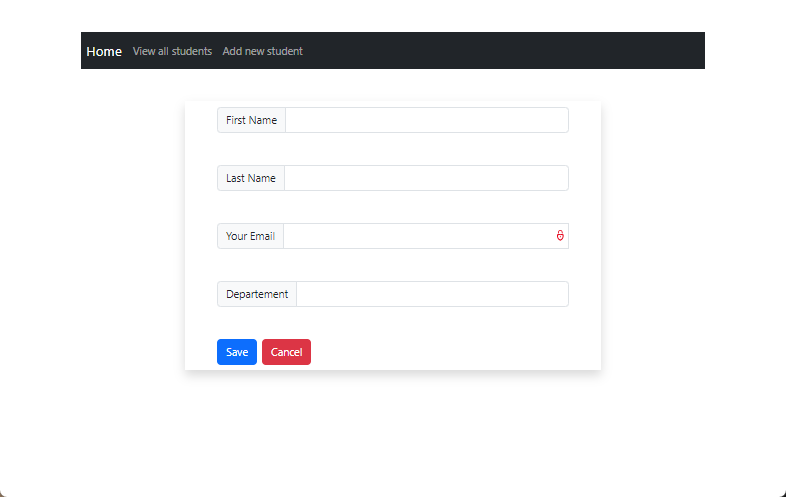 Home View all students Add new student
First Name
Last Name
Your Email
Departement
Save Cancel